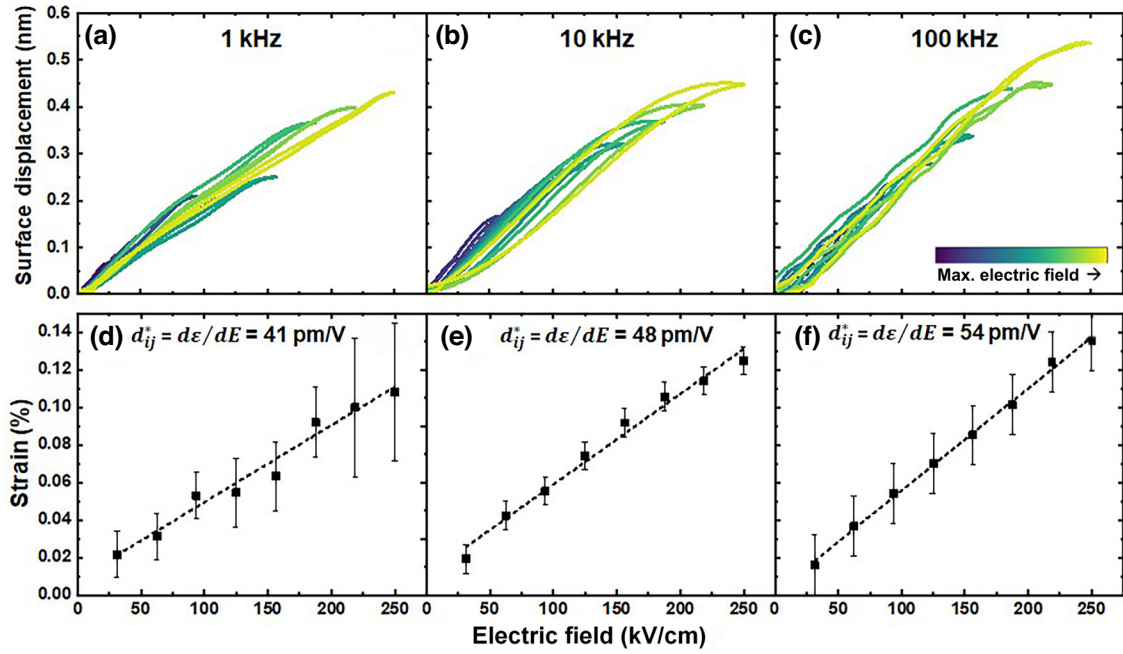 Surface displacement (nm)
0.6
0.5
0.4
0.3
0.2
0.1
0.0
(a)
1 kHz
(b)
10 kHz
(c)
100 kHz
Max. electric field →
Strain (%)
0.14
0.12
0.10
0.08
0.06
0.04
0.02
0.00
(d) d*ij = dε/dE = 41 pm/V
(e) d*ij = dε/dE = 48 pm/V
(f) d*ij = dε/dE = 54 pm/V
0 50 100 150 200 250
0 50 100 150 200 250
0 50 100 150 200 250
Electric field (kV/cm)